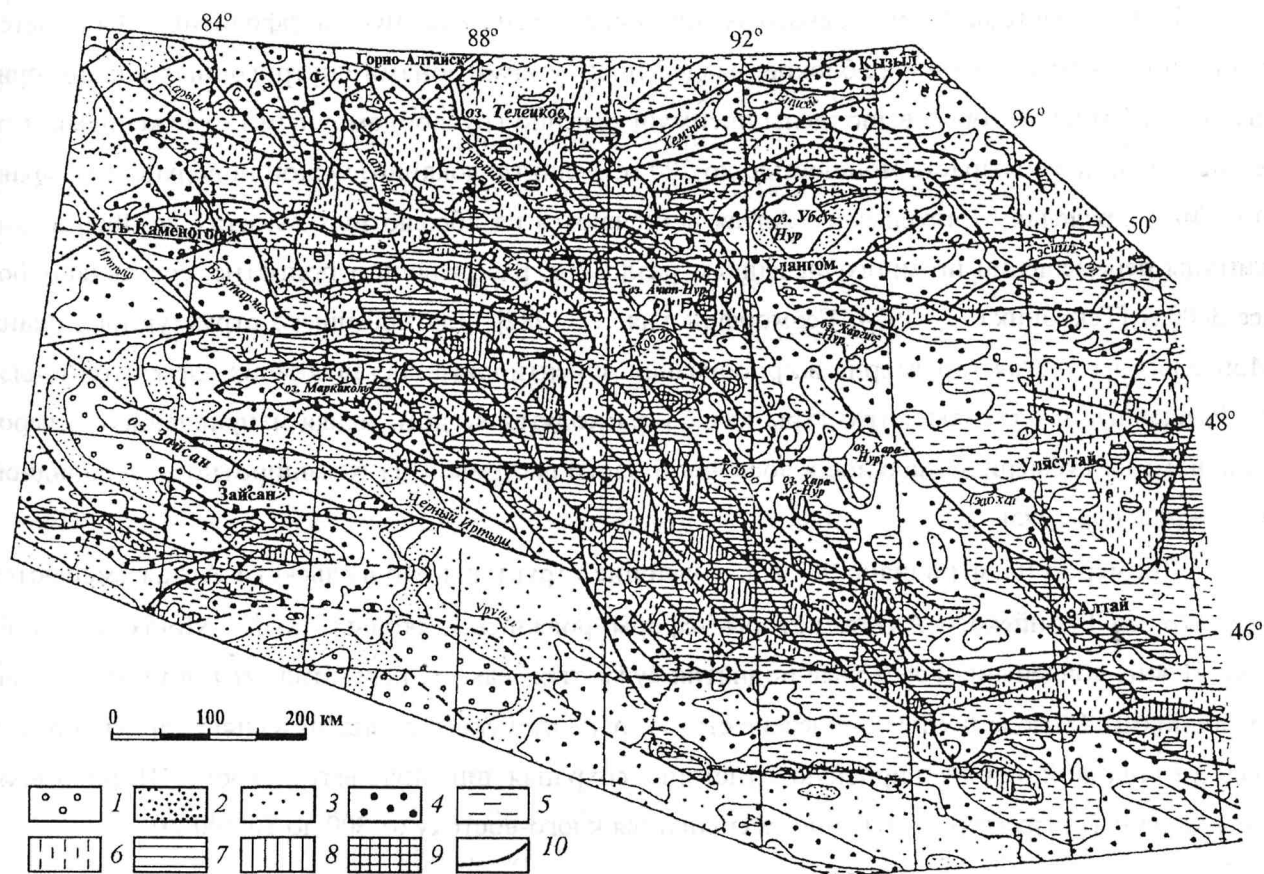 84° 88° 92°
Горно-Алтайск
Кызыл
96°
Чарыш
оз. Телецкое
Хемчик
Катунь
Чулышман
50°
оз. Убсу-
Нур
Усть-Каменогорск
Иртыш
Бухтарма
Улангом
оз. Ачит-Нур
Чуя
оз. Хиргис-
Нур
Кобдо
оз. Маркаколь
48°
оз. Зайсан
оз. Хара-
Нур
Улясутай
Кобдо
оз. Хара-
Ус-Нур
Зайсан
Дзабхан
Черный Иртыш
Урунгу
Алтай
46°
0 100 200 км
1 2 3 4 5
6 7 8 9 10